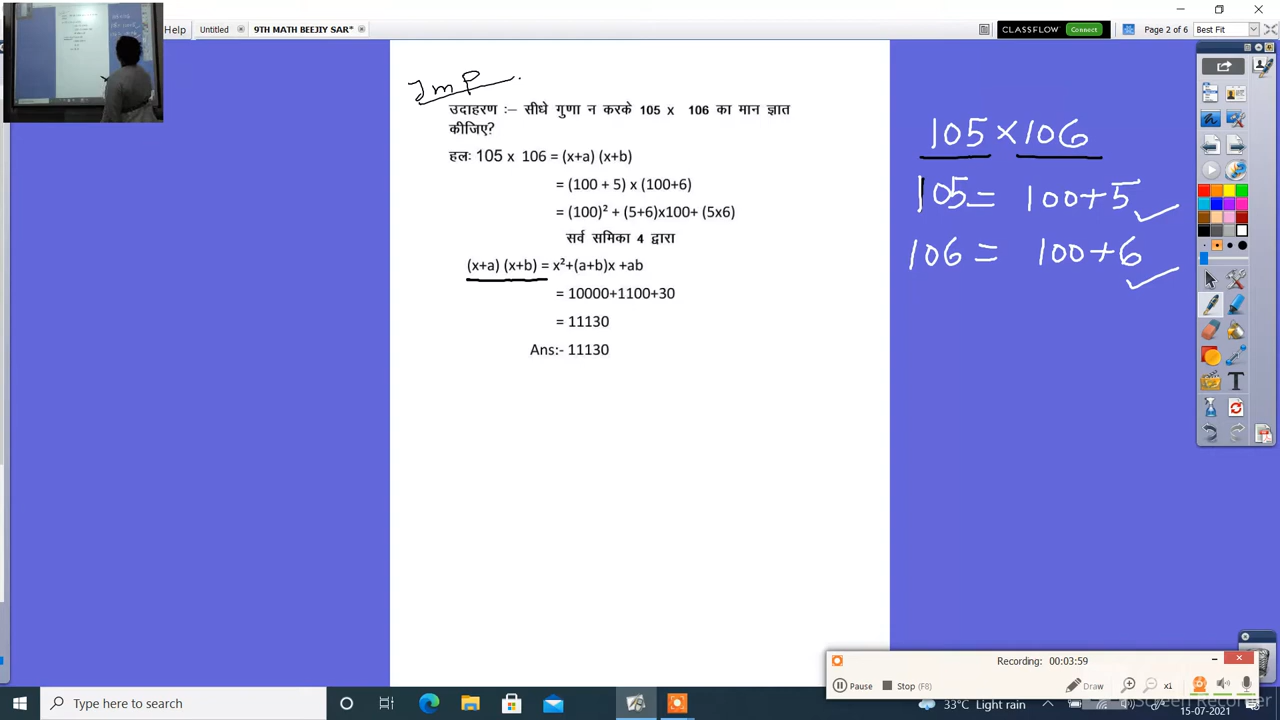 Untitled
9TH MATH BEEJIY SAR*
Help
CLASSFLOW
Connect
Page 2 of 6
Best Fit
Imp
उदाहरण :– सीधे गुणा न करके 105 x 106 का मान ज्ञात
कीजिए?
हलः 105 x 106 = (x+a) (x+b)
= (100 + 5) x (100+6)
= (100)² + (5+6)x100+ (5x6)
सर्व समिका 4 द्वारा
(x+a) (x+b) = x²+(a+b)x +ab
= 10000+1100+30
= 11130
Ans:- 11130
105×106
105= 100+5
106= 100+6
Recording: 00:03:59
Pause
Stop (F8)
Draw
x1
Type here to search
33°C Light rain
15-07-2021